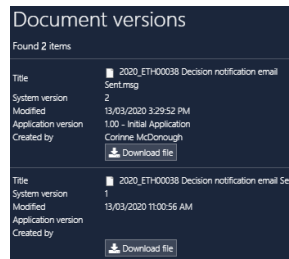 Document versions
Found 2 items
Title
2020_ETH00038 Decision notification email
Sent.msg
System version 2
Modified 13/03/2020 3:29:52 PM
Application version 1.00 - Initial Application
Created by Corinne McDonough
Download file
Title 2020_ETH00038 Decision notification email Se
System version 1
Modified 13/03/2020 11:00:56 AM
Application version
Created by
Download file